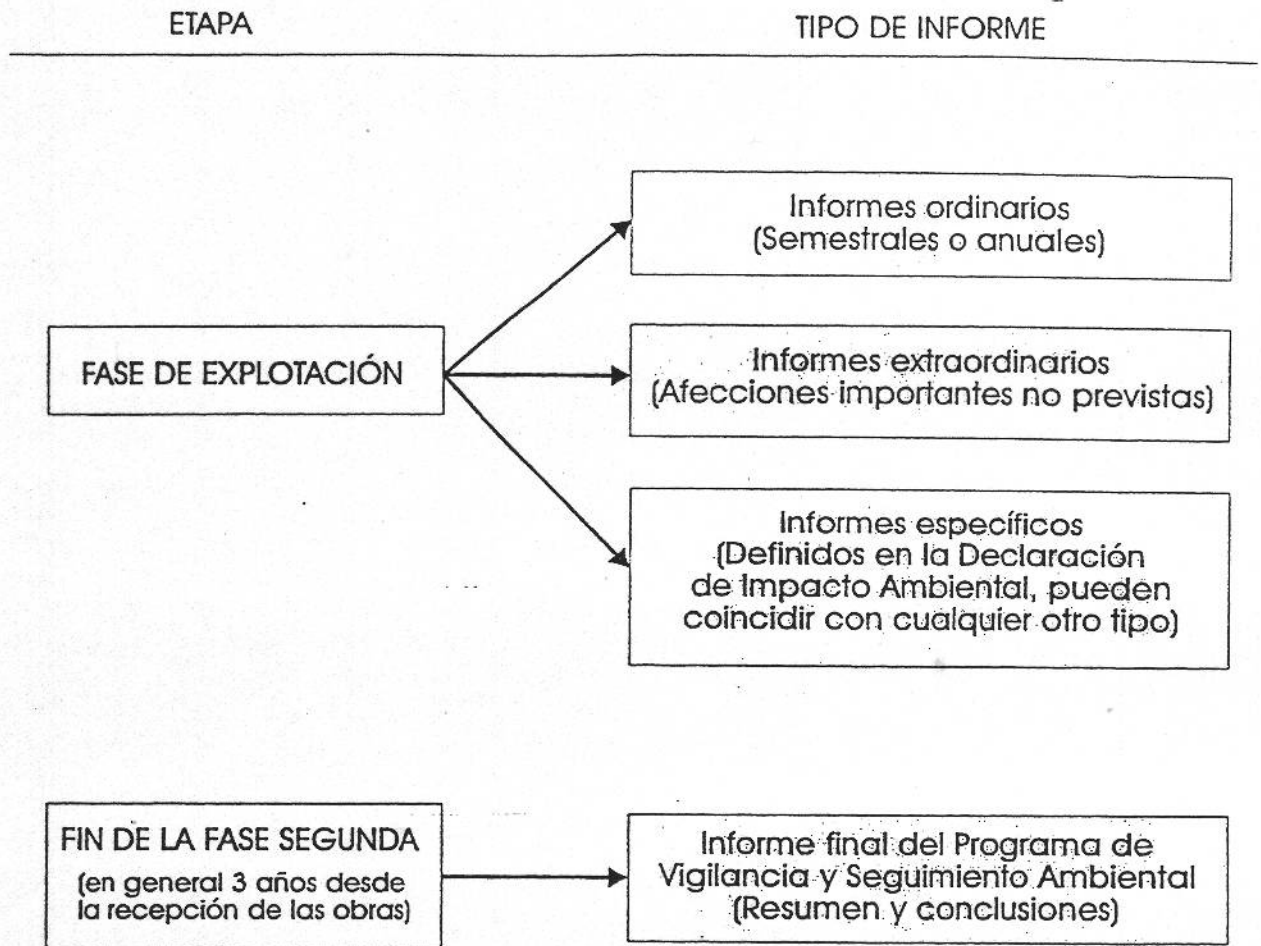 ETAPA
TIPO DE INFORME
Informes ordinarios
(Semestrales o anuales)
FASE DE EXPLOTACIÓN
Informes extraordinarios
(Afecciones importantes no previstas)
Informes específicos
(Definidos en la Declaración
de Impacto Ambiental, pueden
coincidir con cualquier otro tipo)
FIN DE LA FASE SEGUNDA
(en general 3 años desde
la recepción de las obras)
Informe final del Programa de
Vigilancia y Seguimiento Ambiental
(Resumen y conclusiones)